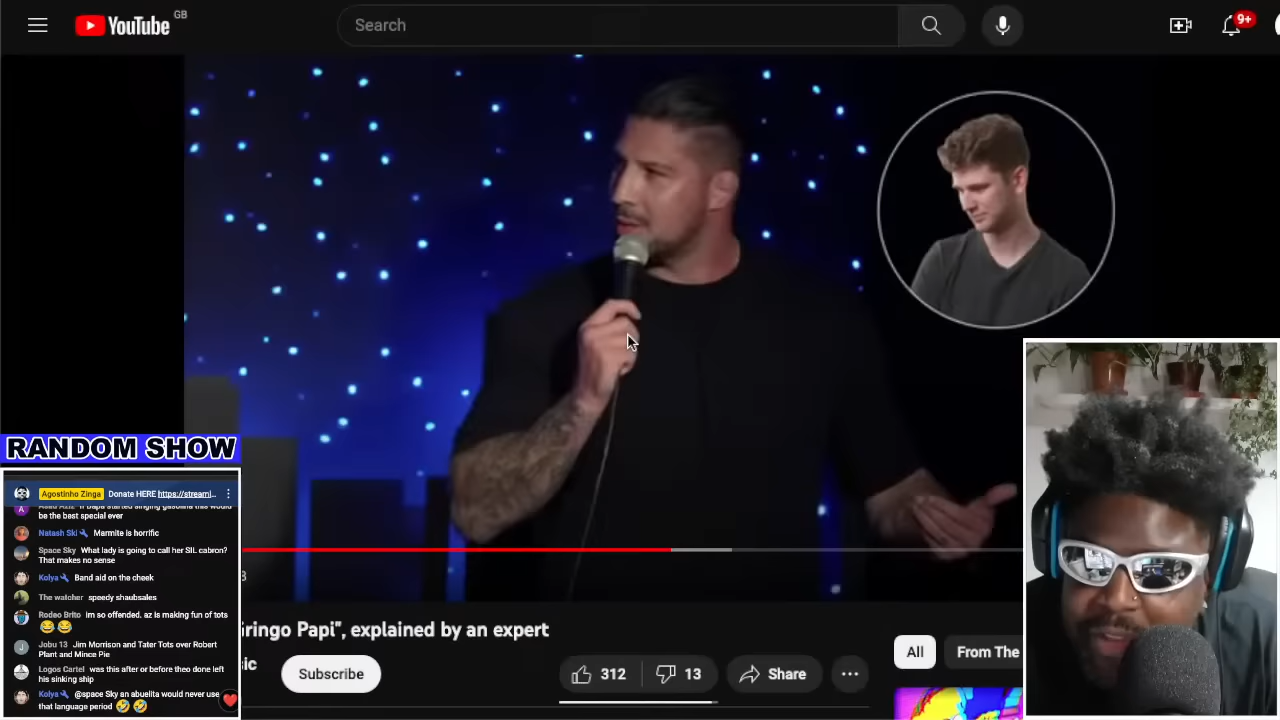 YouTube GB
Search
9+
RANDOM SHOW
Agostinho Zinga Donate HERE https://streaml...
be the best special ever
Natash Ski Marmite is horrific
Space Sky What lady is going to call her SIL cabron?
That makes no sense
Kolya Band aid on the cheek
The watcher speedy shaubsales
Rodeo Brito im so offended. az is making fun of tots
😂😂
Jobu 13 Jim Morrison and Tater Tots over Robert
Plant and Mince Pie
Logos Cartel was this after or before theo done left
his sinking ship
Kolya @space Sky an abuelita would never use
that language period 🤣🤣
ringo Papi", explained by an expert
sic
Subscribe
312
13
Share
All
From The